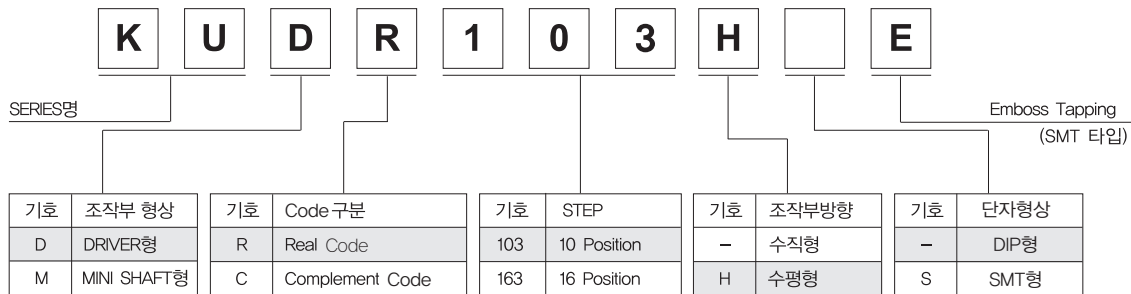 K U D R 1 0 3 H E
SERIES명
Emboss Tapping
(SMT 타입)
기호 조작부 형상
D DRIVER형
M MINI SHAFT형
기호 Code 구분
R Real Code
C Complement Code
기호 STEP
103 10 Position
163 16 Position
기호 조작부방향
– 수직형
H 수평형
기호 단자형상
– DIP형
S SMT형